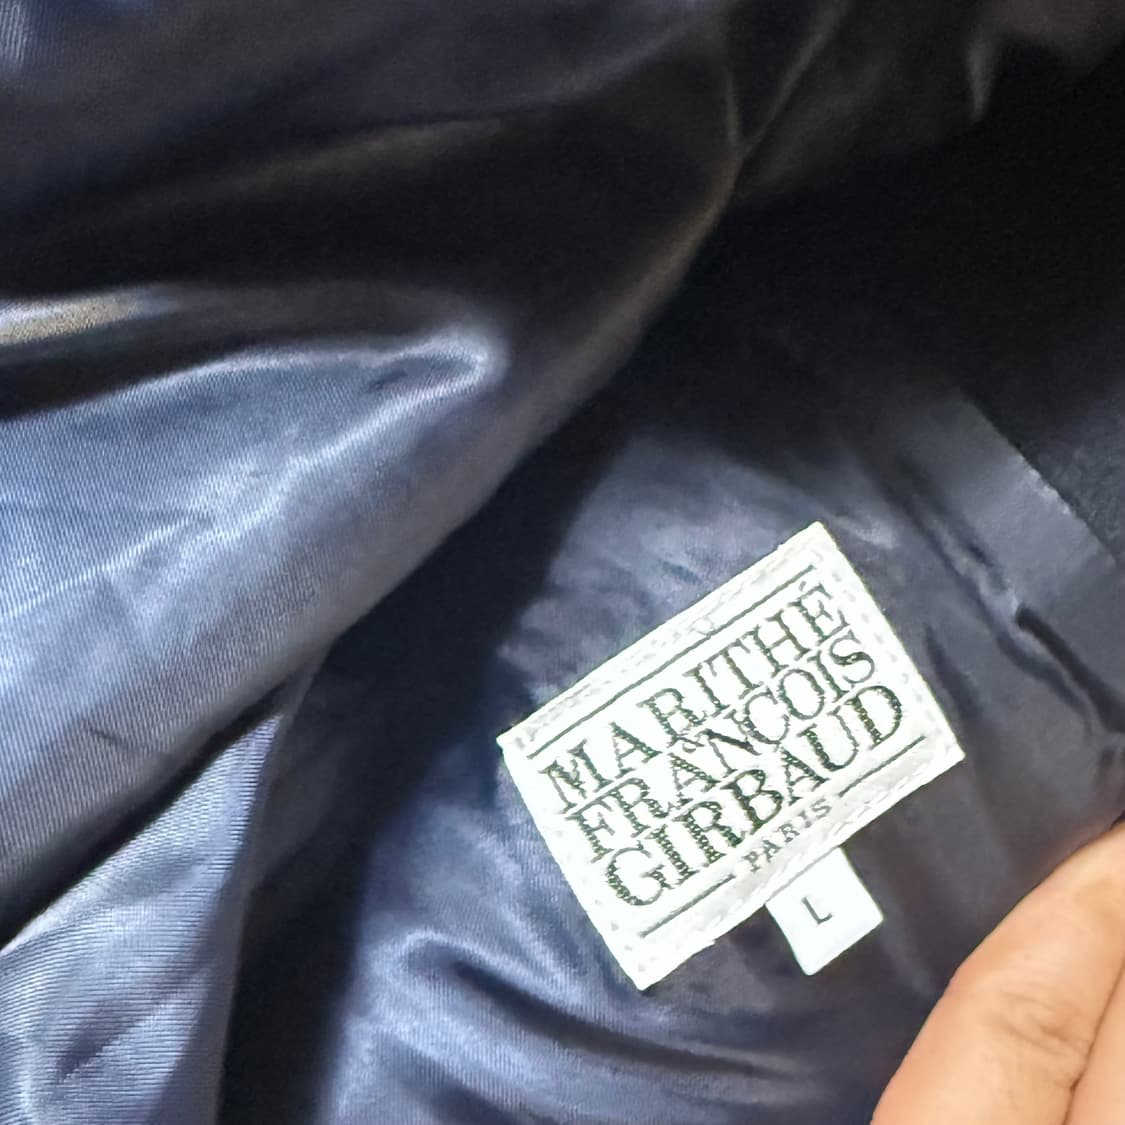 MARITHÉ
FRANÇOIS
GIRBAUD
PARIS
L